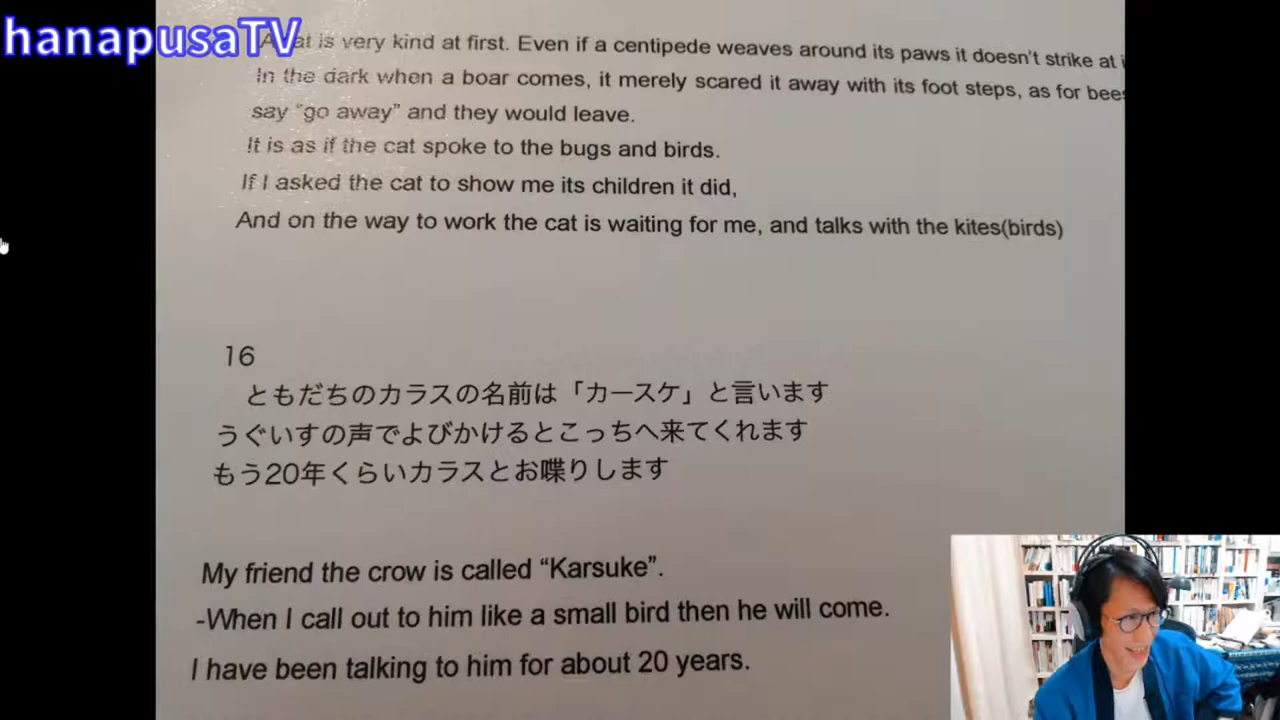 hanapusaTV
at is very kind at first. Even if a centipede weaves around its paws it doesn't strike at
In the dark when a boar comes, it merely scared it away with its foot steps, as for bees
say “go away” and they would leave.
It is as if the cat spoke to the bugs and birds.
If I asked the cat to show me its children it did,
And on the way to work the cat is waiting for me, and talks with the kites(birds)
16
ともだちのカラスの名前は「カースケ」と言います
うぐいすの声でよびかけるとこっちへ来てくれます
もう20年くらいカラスとお喋りします
My friend the crow is called “Karsuke”.
-When I call out to him like a small bird then he will come.
I have been talking to him for about 20 years.